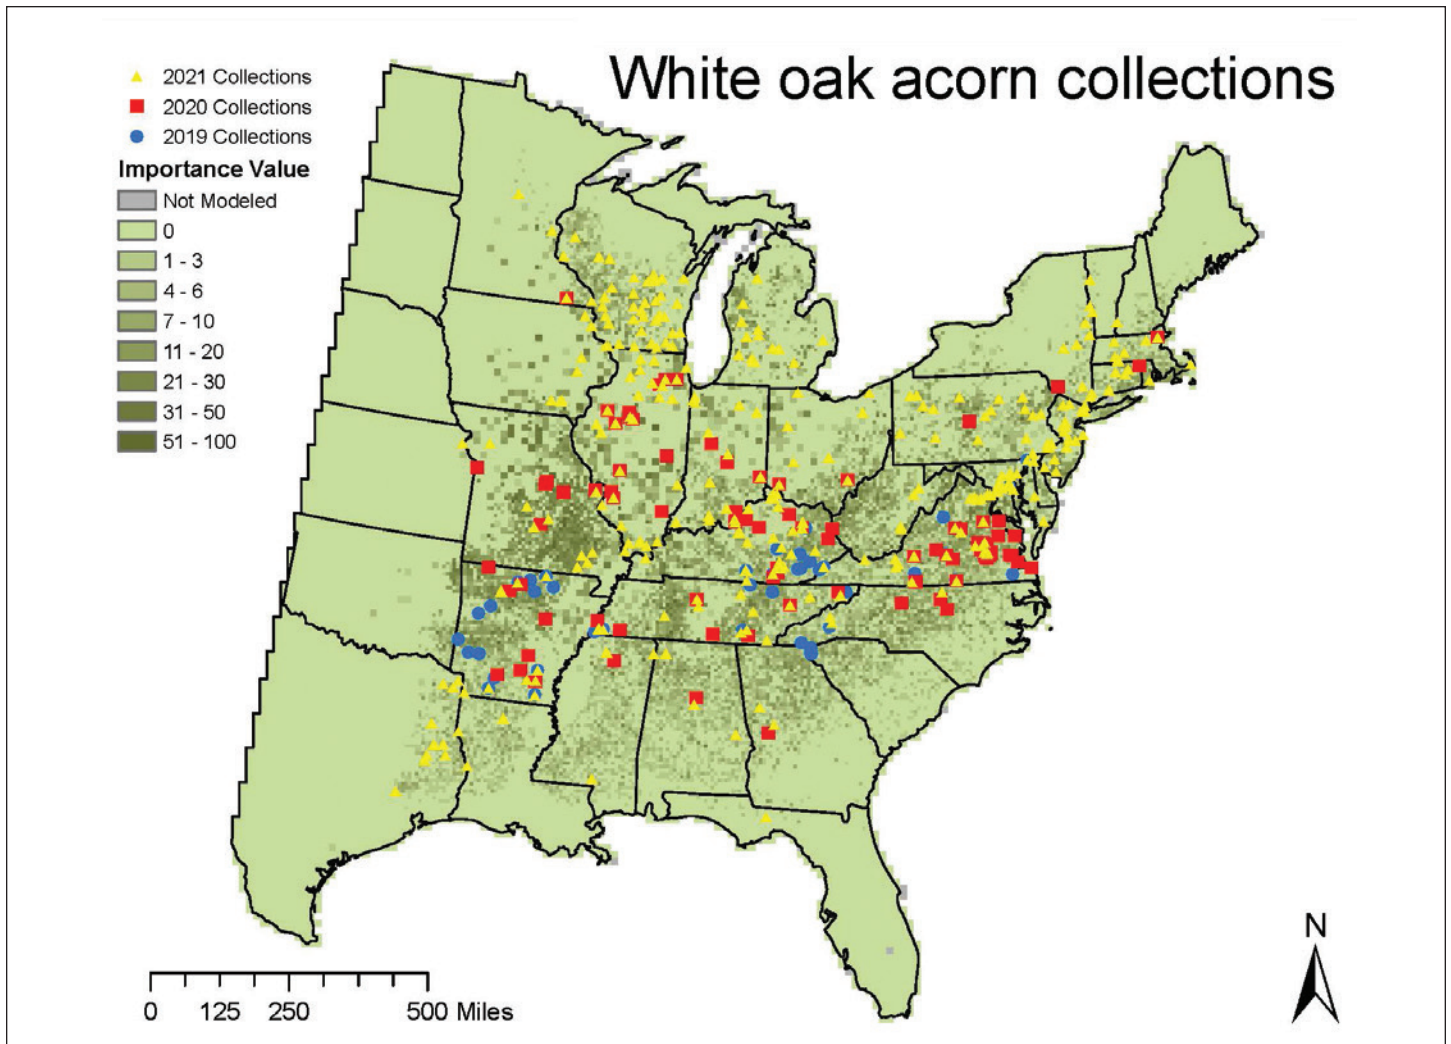 White oak acorn collections
2021 Collections
2020 Collections
2019 Collections
Importance Value
Not Modeled
0
1 - 3
4 - 6
7 - 10
11 - 20
21 - 30
31 - 50
51 - 100
0 125 250 500 Miles
N